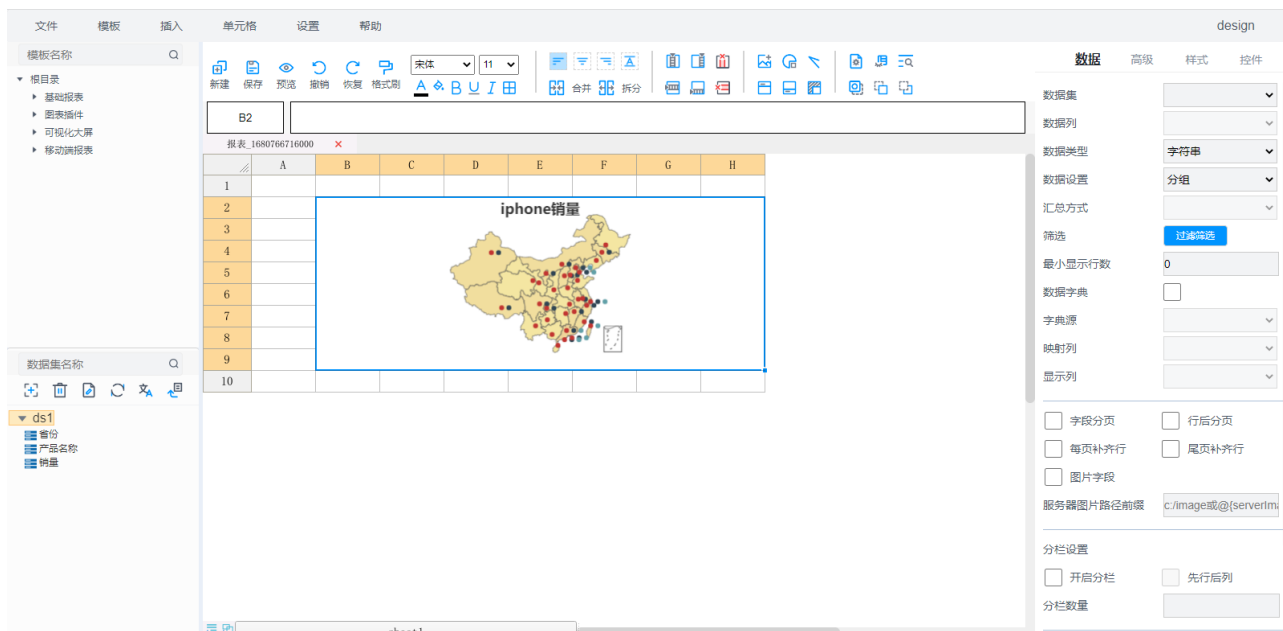 文件 模板 插入 单元格 设置 帮助 design
模板名称
根目录
基础报表
图表插件
可视化大屏
移动端报表
新建 保存 预览 撤销 恢复 格式刷
宋体 11
A B U I 合并 拆分
B2
报表_1680766716000
A B C D E F G H
1
2
3
4
5
6
7
8
9
10
iphone销量
数据集名称
ds1
省份
产品名称
销量
数据 高级 样式 控件
数据集
数据列
数据类型 字符串
数据设置 分组
汇总方式
筛选 过滤筛选
最小显示行数 0
数据字典
字典源
映射列
显示列
字段分页 行后分页
每页补齐行 尾页补齐行
图片字段
服务器图片路径前缀 c:/image或@{serverIma
分栏设置
开启分栏 先行后列
分栏数量